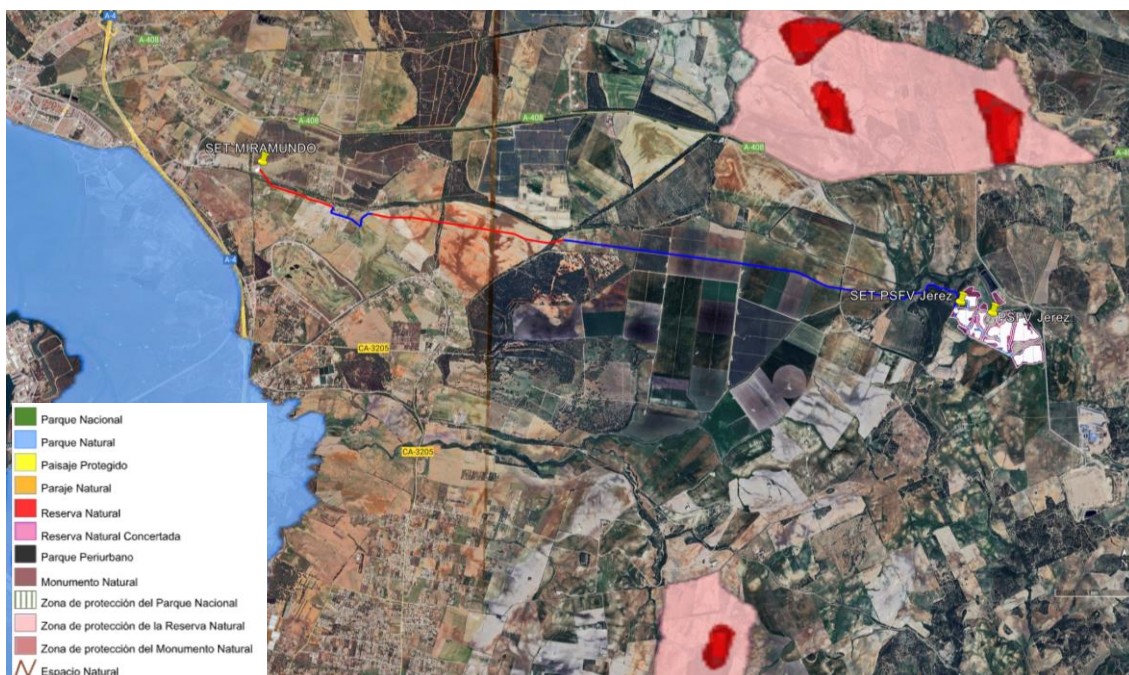 A-4
A-408
A-408
A-408
A-408
SET MIRAMUNDO
A-4
SET PSFV Jerez
PSFV Jerez
CA-3205
CA-3205
Parque Nacional
Parque Natural
Paisaje Protegido
Paraje Natural
Reserva Natural
Reserva Natural Concertada
Parque Periurbano
Monumento Natural
Zona de protección del Parque Nacional
Zona de protección de la Reserva Natural
Zona de protección del Monumento Natural
Espacio Natural